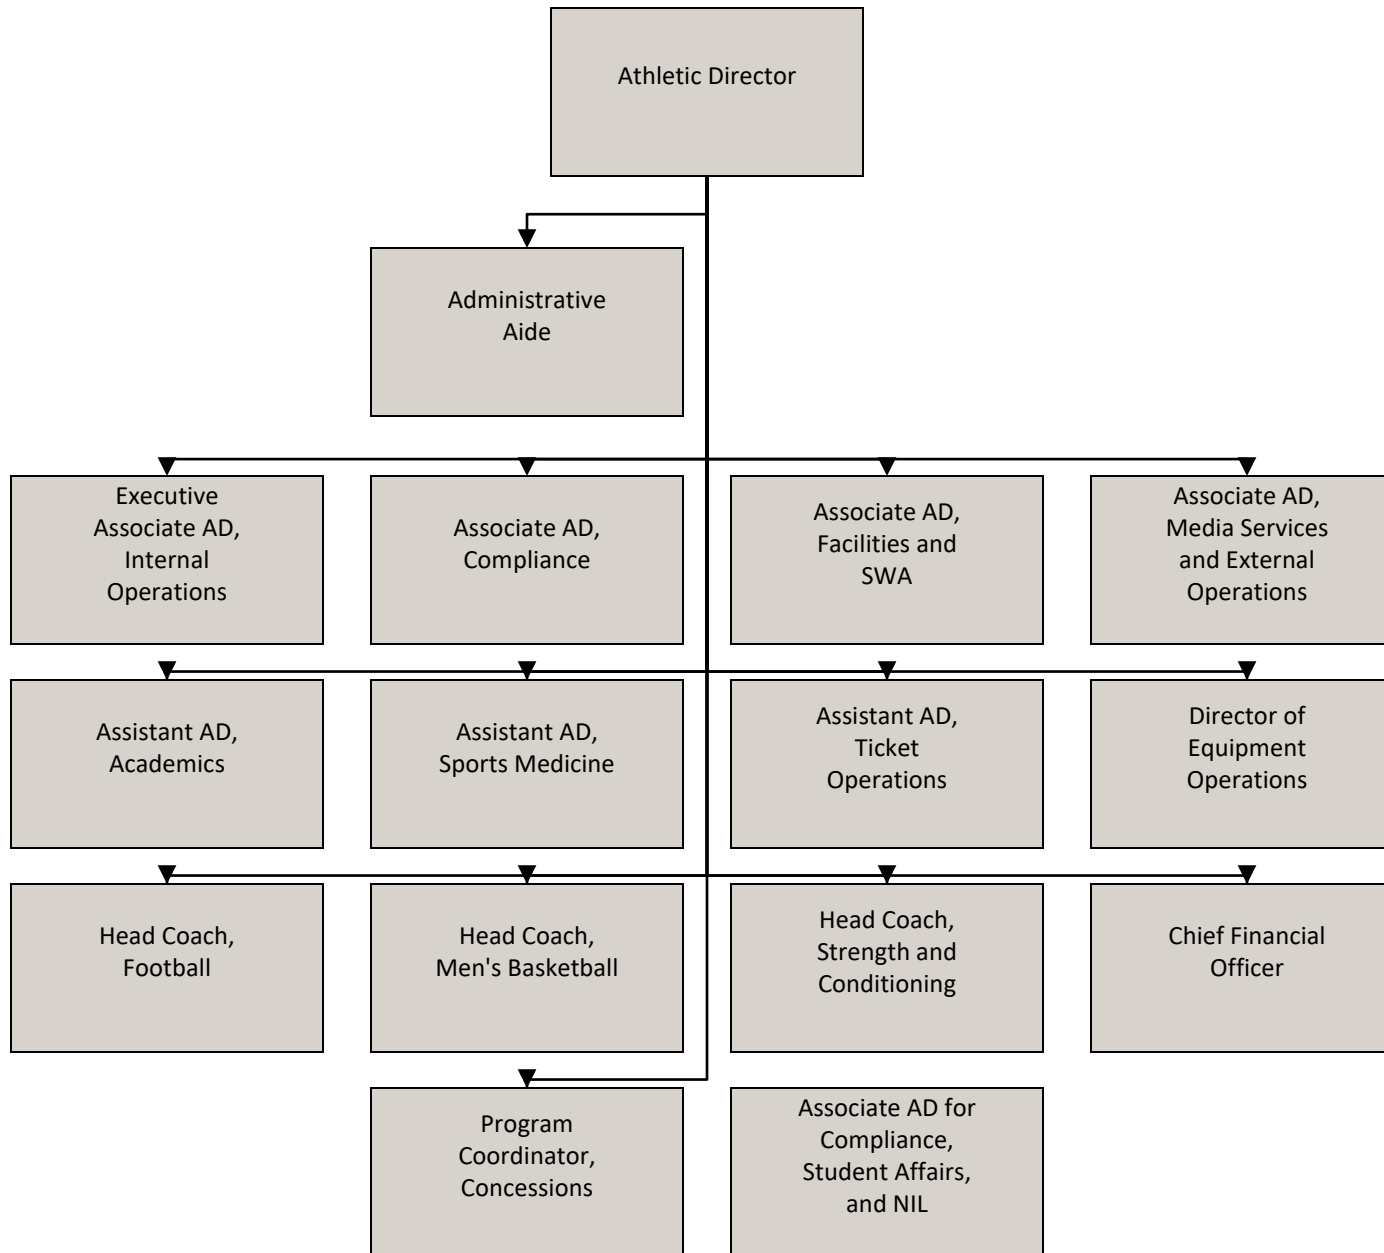 Athletic Director
Administrative
Aide
Executive
Associate AD,
Internal
Operations
Associate AD,
Compliance
Associate AD,
Facilities and
SWA
Associate AD,
Media Services
and External
Operations
Assistant AD,
Academics
Assistant AD,
Sports Medicine
Assistant AD,
Ticket
Operations
Director of
Equipment
Operations
Head Coach,
Football
Head Coach,
Men's Basketball
Head Coach,
Strength and
Conditioning
Chief Financial
Officer
Program
Coordinator,
Concessions
Associate AD for
Compliance,
Student Affairs,
and NIL